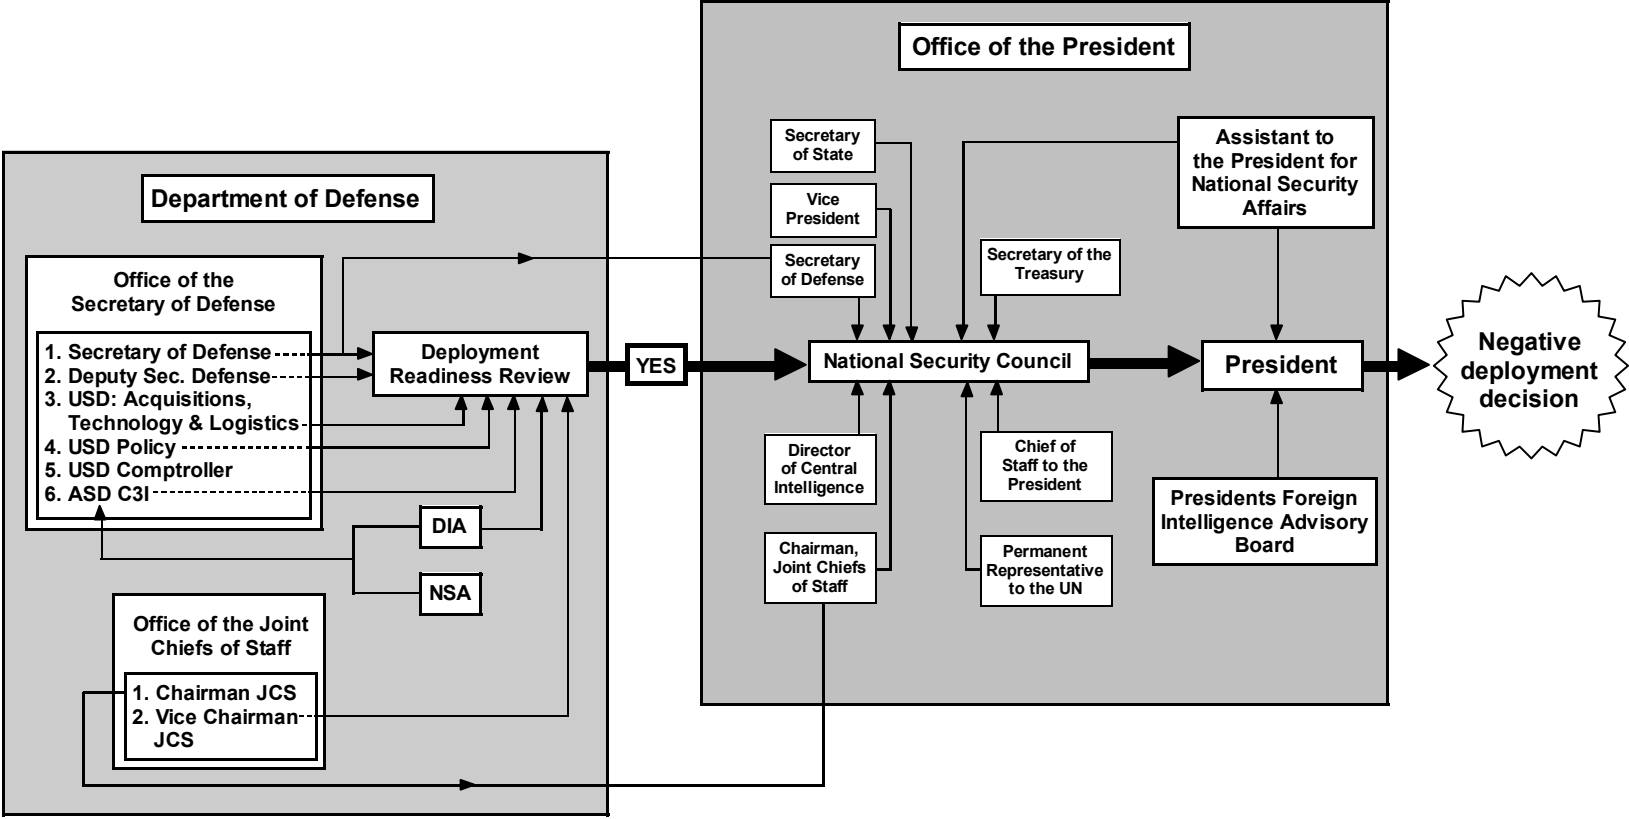 Office of the President
Department of Defense
Office of the
Secretary of Defense
1. Secretary of Defense
2. Deputy Sec. Defense
3. USD: Acquisitions,
Technology & Logistics
4. USD Policy
5. USD Comptroller
6. ASD C3I
Deployment
Readiness Review
YES
DIA
NSA
Office of the Joint
Chiefs of Staff
1. Chairman JCS
2. Vice Chairman
JCS
Secretary
of State
Vice
President
Secretary
of Defense
Secretary of the
Treasury
Assistant to
the President for
National Security
Affairs
National Security Council
President
Negative
deployment
decision
Director
of Central
Intelligence
Chief of
Staff to the
President
Chairman,
Joint Chiefs
of Staff
Permanent
Representative
to the UN
Presidents Foreign
Intelligence Advisory
Board